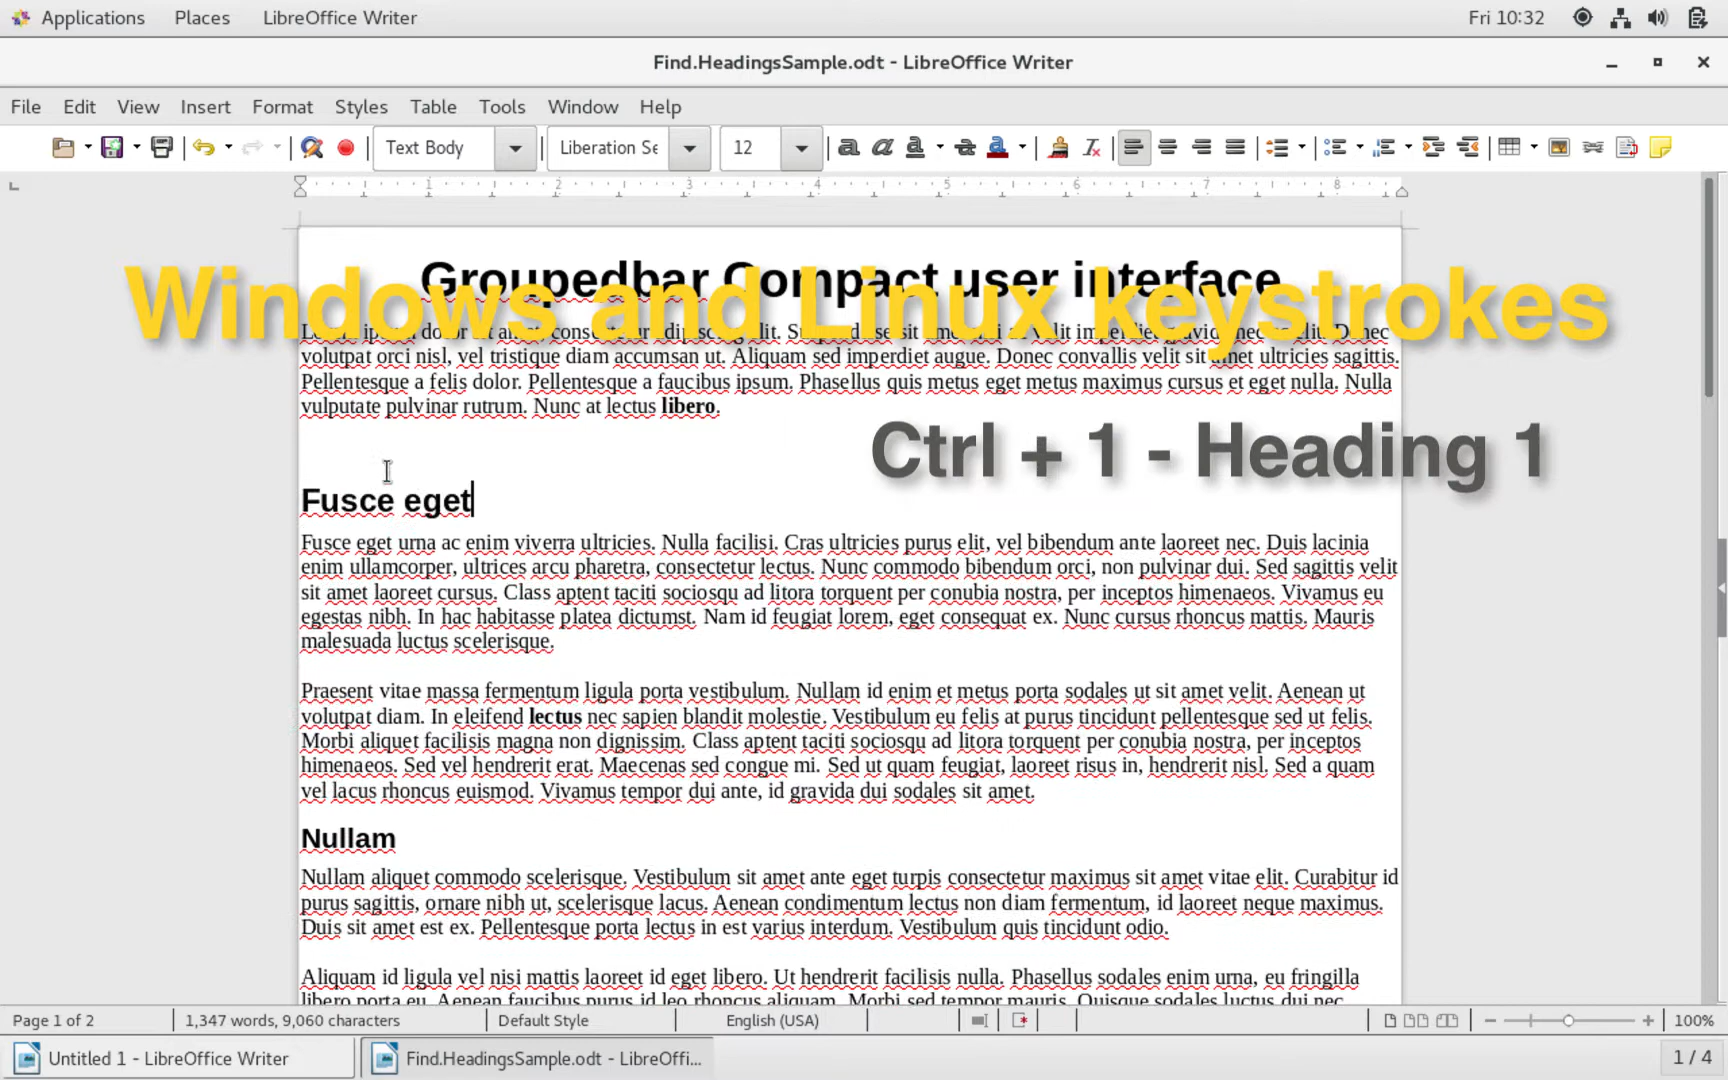 Applications Places LibreOffice Writer Fri 10:32
Find.HeadingsSample.odt - LibreOffice Writer
File Edit View Insert Format Styles Table Tools Window Help
Text Body Liberation Se 12
1 2 3 4 5 6 7 8
Groupedbar Compact user interface
Windows and Linux keystrokes
Lorem ipsum dolor sit amet, consectetur adipiscing elit. Suspendisse sit amet mi at velit imperdiet gravida nec a elit. Donec
volutpat orci nisl, vel tristique diam accumsan ut. Aliquam sed imperdiet augue. Donec convallis velit sit amet ultricies sagittis.
Pellentesque a felis dolor. Pellentesque a faucibus ipsum. Phasellus quis metus eget metus maximus cursus et eget nulla. Nulla
vulputate pulvinar rutrum. Nunc at lectus libero.
Ctrl + 1 - Heading 1
Fusce eget
Fusce eget urna ac enim viverra ultricies. Nulla facilisi. Cras ultricies purus elit, vel bibendum ante laoreet nec. Duis lacinia
enim ullamcorper, ultrices arcu pharetra, consectetur lectus. Nunc commodo bibendum orci, non pulvinar dui. Sed sagittis velit
sit amet laoreet cursus. Class aptent taciti sociosqu ad litora torquent per conubia nostra, per inceptos himenaeos. Vivamus eu
egestas nibh. In hac habitasse platea dictumst. Nam id feugiat lorem, eget consequat ex. Nunc cursus rhoncus mattis. Mauris
malesuada luctus scelerisque.
Praesent vitae massa fermentum ligula porta vestibulum. Nullam id enim et metus porta sodales ut sit amet velit. Aenean ut
volutpat diam. In eleifend lectus nec sapien blandit molestie. Vestibulum eu felis at purus tincidunt pellentesque sed ut felis.
Morbi aliquet facilisis magna non dignissim. Class aptent taciti sociosqu ad litora torquent per conubia nostra, per inceptos
himenaeos. Sed vel hendrerit erat. Maecenas sed congue mi. Sed ut quam feugiat, laoreet risus in, hendrerit nisl. Sed a quam
vel lacus rhoncus euismod. Vivamus tempor dui ante, id gravida dui sodales sit amet.
Nullam
Nullam aliquet commodo scelerisque. Vestibulum sit amet ante eget turpis consectetur maximus sit amet vitae elit. Curabitur id
purus sagittis, ornare nibh ut, scelerisque lacus. Aenean condimentum lectus non diam fermentum, id laoreet neque maximus.
Duis sit amet est ex. Pellentesque porta lectus in est varius interdum. Vestibulum quis tincidunt odio.
Aliquam id ligula vel nisi mattis laoreet id eget libero. Ut hendrerit facilisis nulla. Phasellus sodales enim urna, eu fringilla
libero porta eu. Aenean faucibus purus id leo rhoncus aliquam. Morbi sed tempor mauris. Quisque sodales luctus dui nec
Page 1 of 2 1,347 words, 9,060 characters Default Style English (USA) 100%
Untitled 1 - LibreOffice Writer Find.HeadingsSample.odt - LibreOffi... 1 / 4